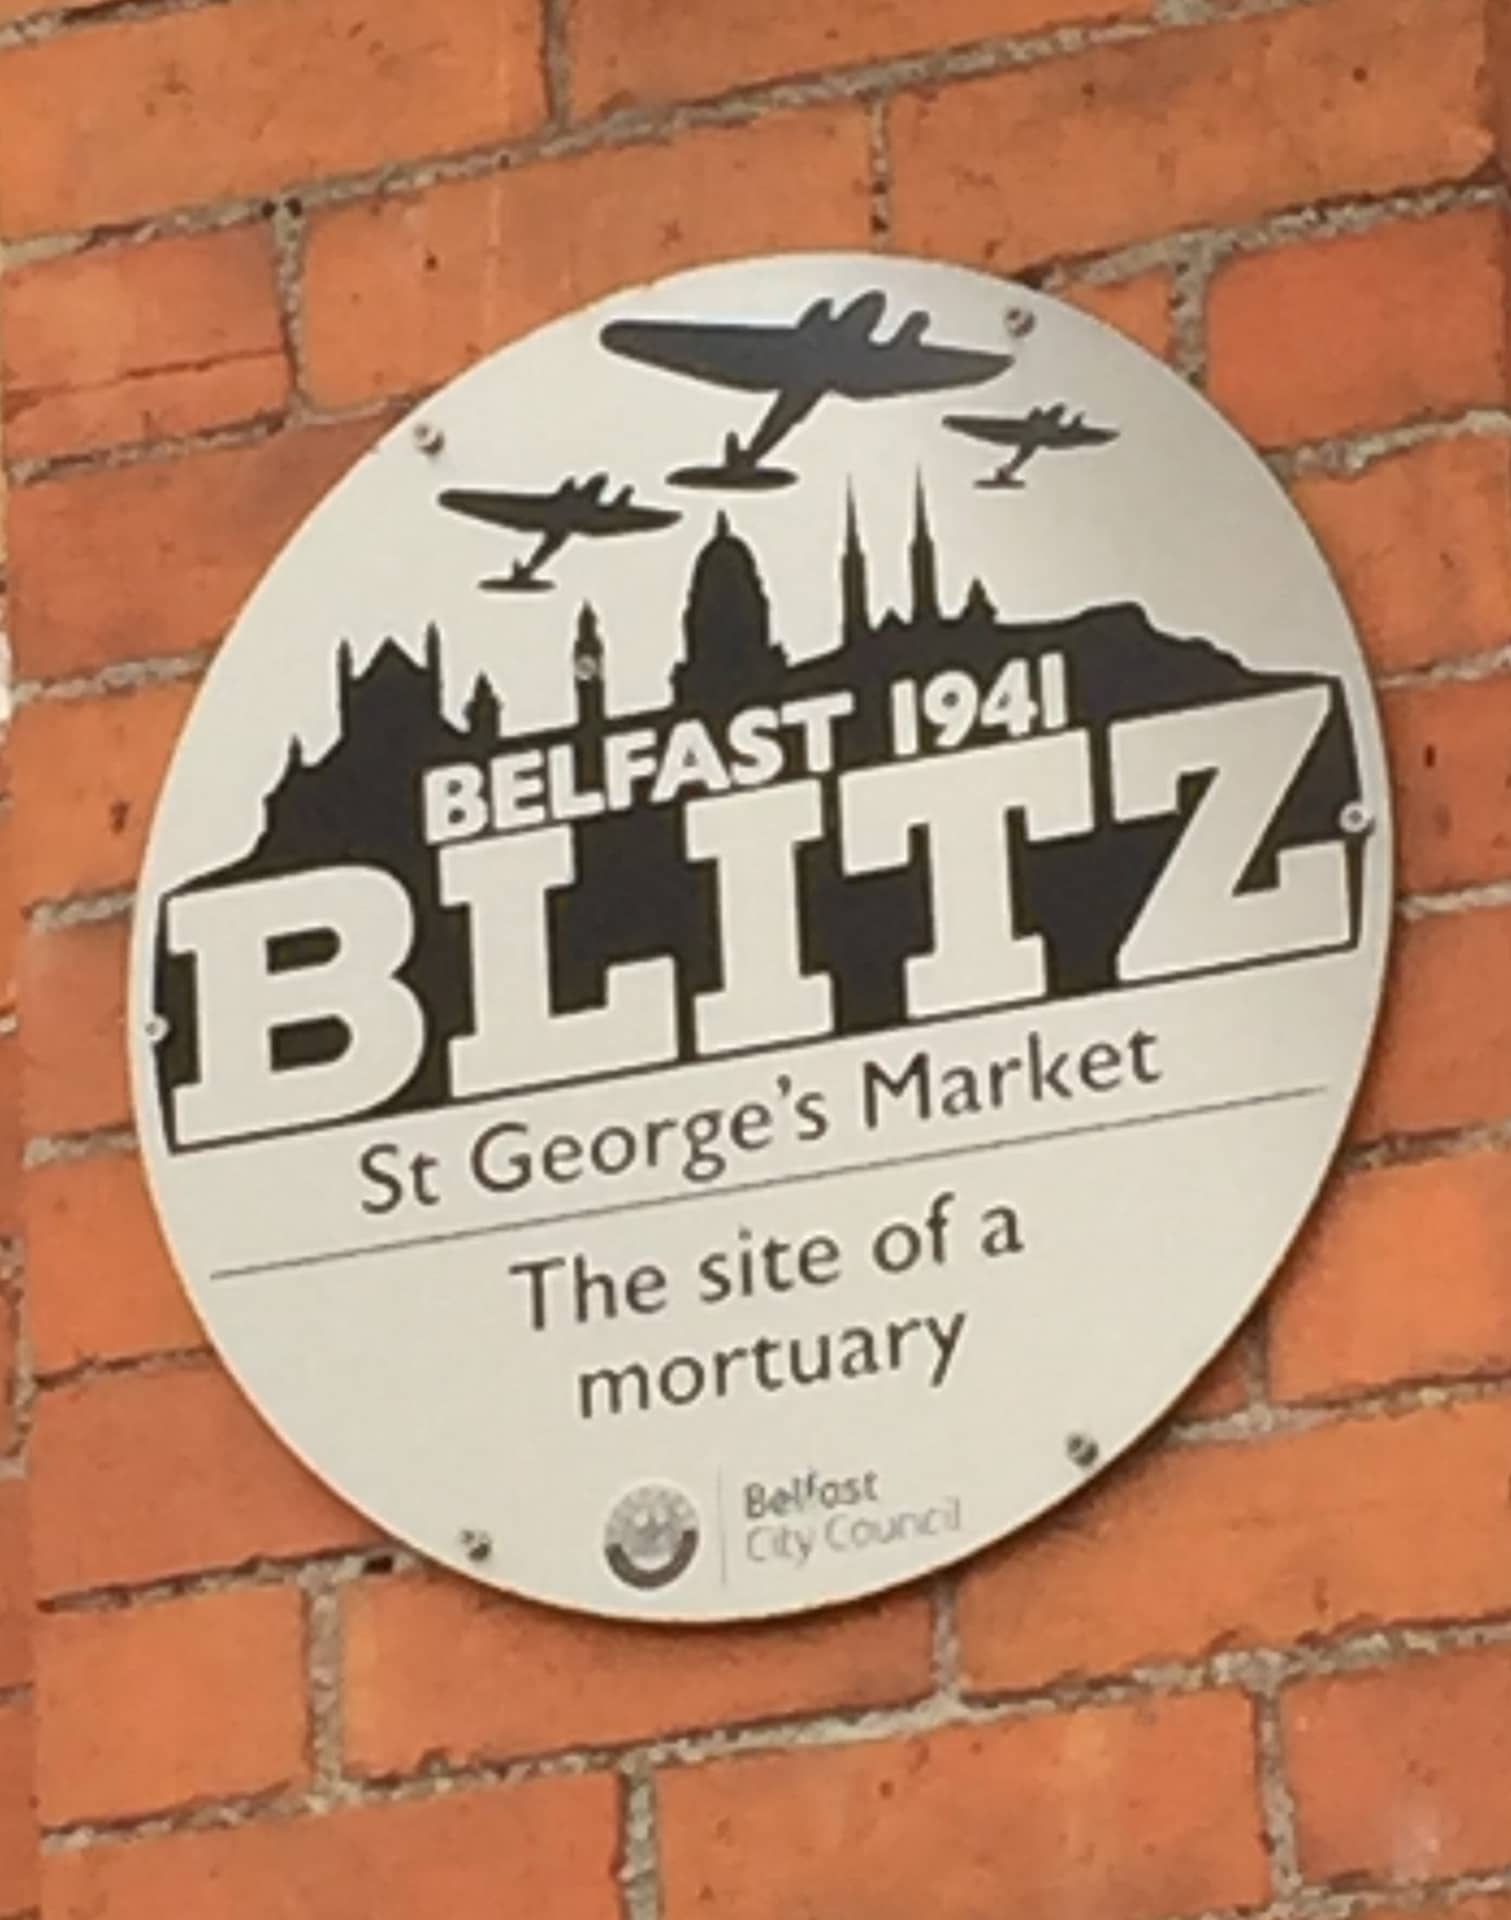 BELFAST 1941
BLITZ
St George's Market
The site of a
mortuary
Belfast
City Council